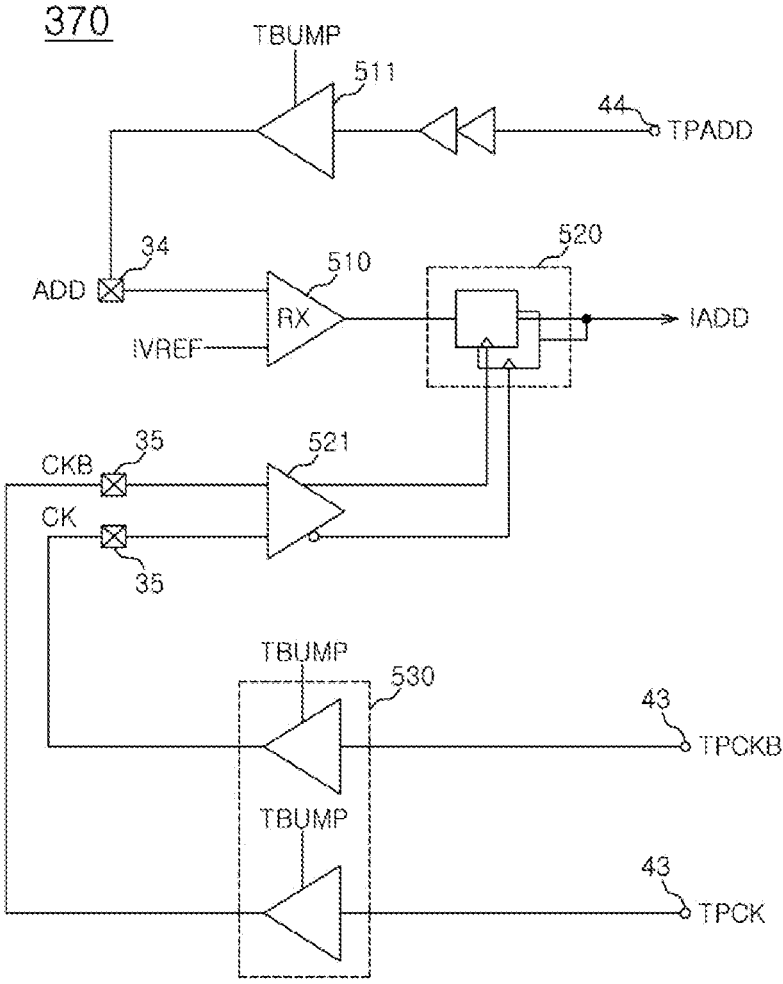 370
TBUMP
511
44
TPADD
34
ADD
510
RX
IVREF
520
IADD
35
CKB
521
CK
35
TBUMP
530
43
TPCKB
TBUMP
43
TPCK